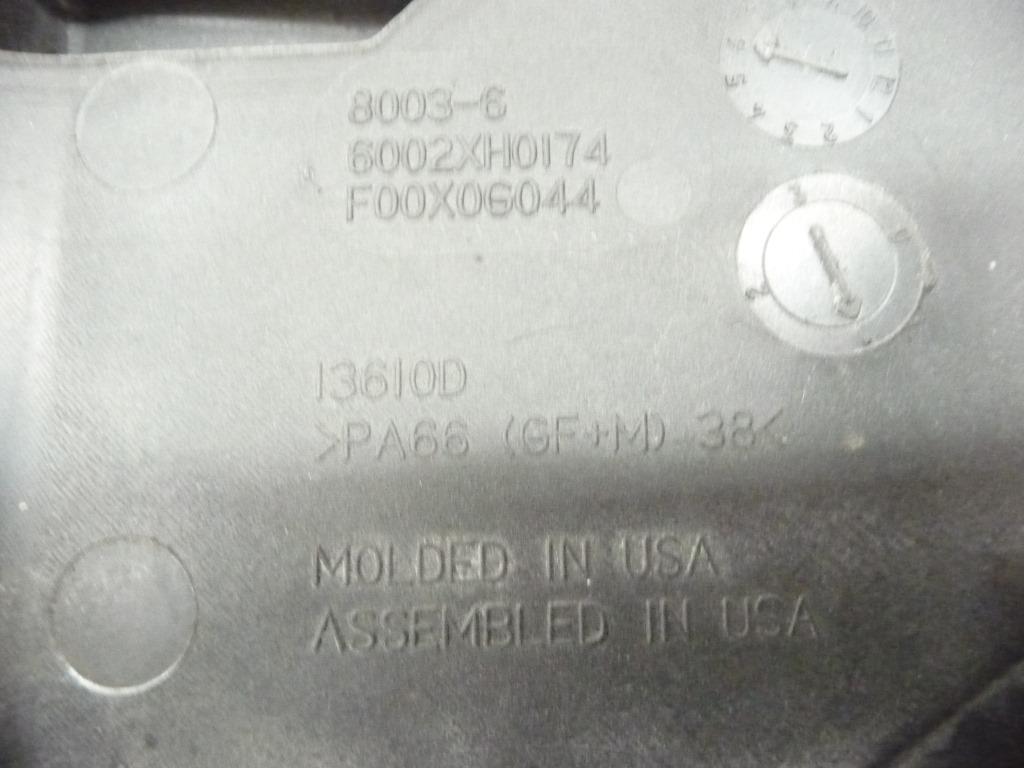 8003-6
6002XH0174
F00X06044
13610D
>PA66 (GF+M) 38<
MOLDED IN USA
ASSEMBLED IN USA